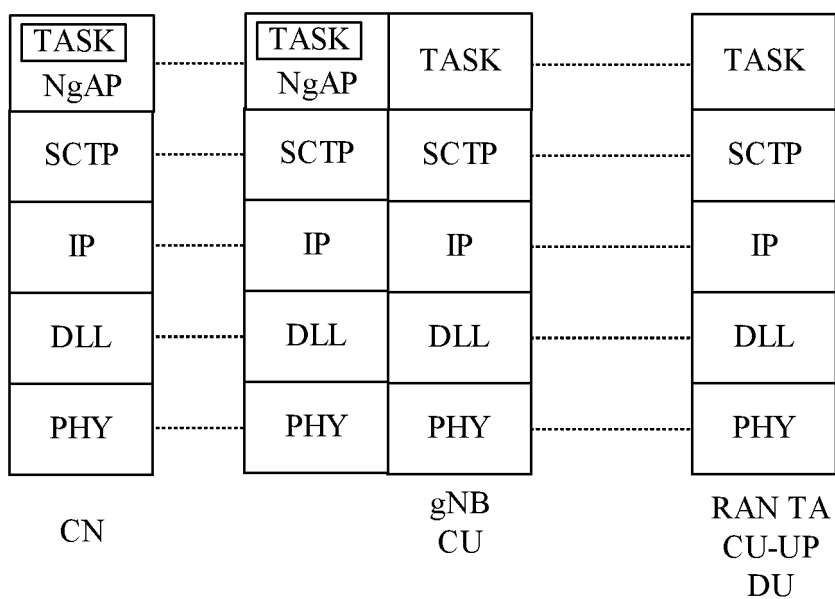 TASK TASK TASK TASK
NgAP NgAP
SCTP SCTP SCTP SCTP
IP IP IP IP
DLL DLL DLL DLL
PHY PHY PHY PHY
CN
gNB
CU
RAN TA
CU-UP
DU